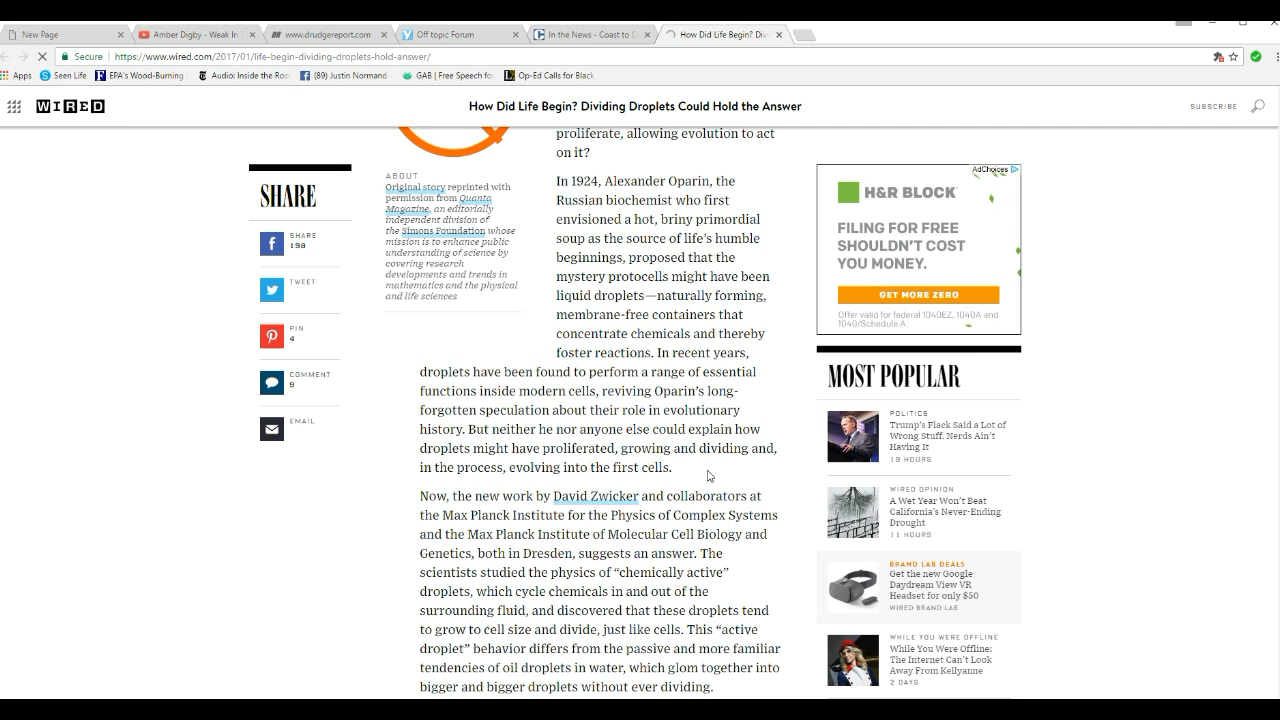 New Page
Amber Digby - Weak In
www.drudgereport.com
Off topic Forum
In the News - Coast to C
How Did Life Begin? Divi
Secure
https://www.wired.com/2017/01/life-begin-dividing-droplets-hold-answer/
Apps
Seen Life
EPA's Wood-Burning
Audio: Inside the Roo
(89) Justin Normand
GAB | Free Speech fo
Op-Ed Calls for Black
WIRED
How Did Life Begin? Dividing Droplets Could Hold the Answer
SUBSCRIBE
SHARE
SHARE
198
TWEET
PIN
4
COMMENT
9
EMAIL
ABOUT
Original story reprinted with
permission from Quanta
Magazine, an editorially
independent division of
the Simons Foundation whose
mission is to enhance public
understanding of science by
covering research
developments and trends in
mathematics and the physical
and life sciences
proliferate, allowing evolution to act
on it?
In 1924, Alexander Oparin, the
Russian biochemist who first
envisioned a hot, briny primordial
soup as the source of life's humble
beginnings, proposed that the
mystery protocells might have been
liquid droplets—naturally forming,
membrane-free containers that
concentrate chemicals and thereby
foster reactions. In recent years,
droplets have been found to perform a range of essential
functions inside modern cells, reviving Oparin's long-
forgotten speculation about their role in evolutionary
history. But neither he nor anyone else could explain how
droplets might have proliferated, growing and dividing and,
in the process, evolving into the first cells.
Now, the new work by David Zwicker and collaborators at
the Max Planck Institute for the Physics of Complex Systems
and the Max Planck Institute of Molecular Cell Biology and
Genetics, both in Dresden, suggests an answer. The
scientists studied the physics of “chemically active”
droplets, which cycle chemicals in and out of the
surrounding fluid, and discovered that these droplets tend
to grow to cell size and divide, just like cells. This “active
droplet” behavior differs from the passive and more familiar
tendencies of oil droplets in water, which glom together into
bigger and bigger droplets without ever dividing.
AdChoices
H&R BLOCK
FILING FOR FREE
SHOULDN'T COST
YOU MONEY.
GET MORE ZERO
Offer valid for federal 1040EZ, 1040A and
1040/Schedule A.
MOST POPULAR
POLITICS
Trump's Flack Said a Lot of
Wrong Stuff. Nerds Ain't
Having It
19 HOURS
WIRED OPINION
A Wet Year Won't Beat
California's Never-Ending
Drought
11 HOURS
BRAND LAB DEALS
Get the new Google
Daydream View VR
Headset for only $50
WIRED BRAND LAB
WHILE YOU WERE OFFLINE
While You Were Offline:
The Internet Can't Look
Away From Kellyanne
2 DAYS